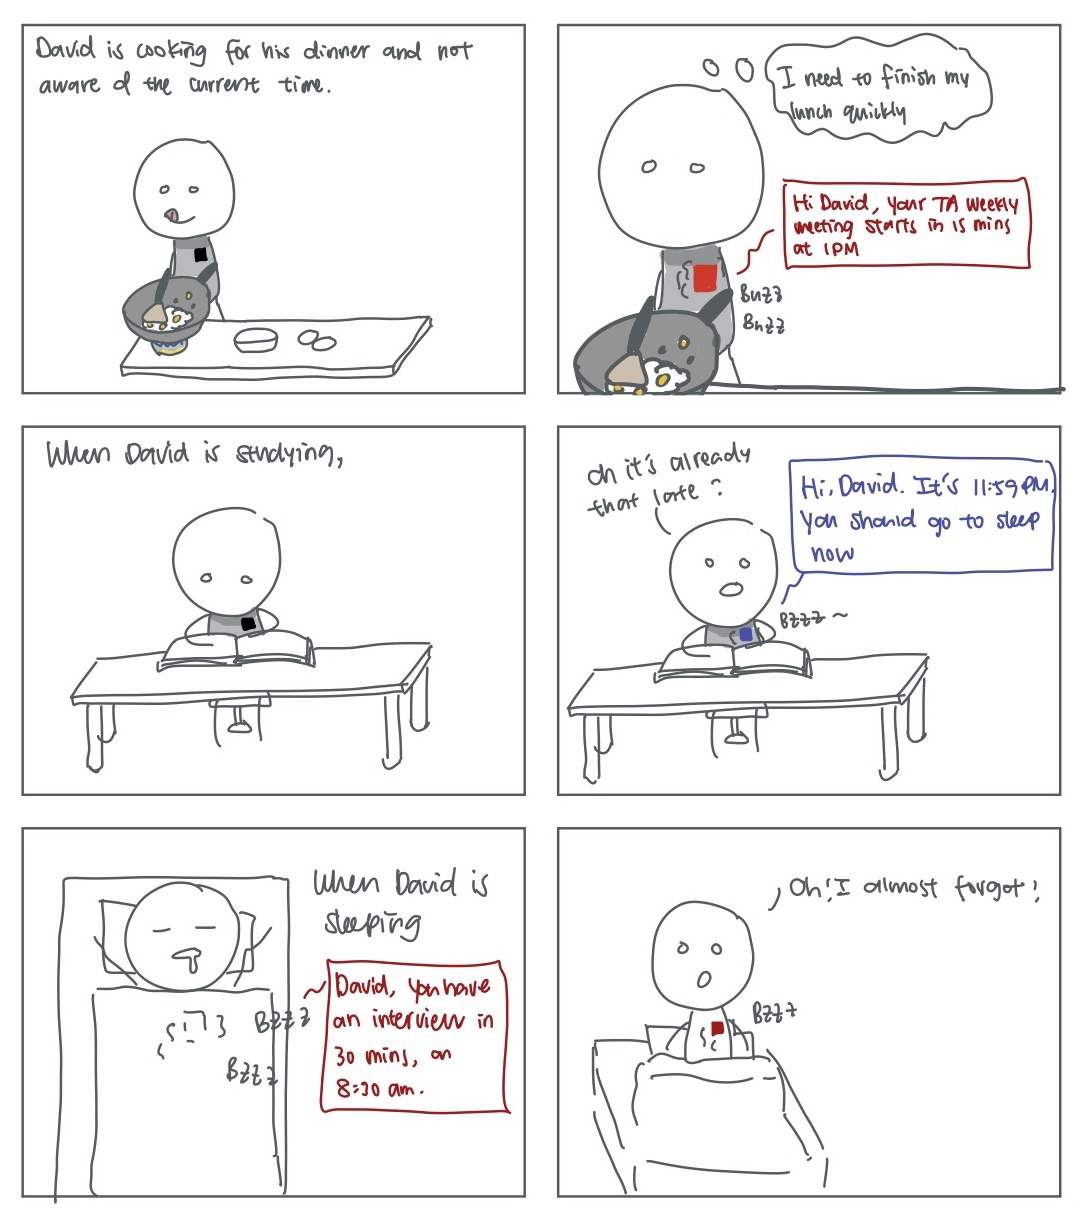 David is cooking for his dinner and not
aware of the current time.
I need to finish my
lunch quickly
Hi David, your TA weekly
meeting starts in 15 mins
at 1PM
Buzz
Buzz
When David is studying,
oh it's already
that late ?
Hi, David. It's 11:59 PM.
You should go to sleep
now
Bzzz ~
When David is
sleeping
David, you have
an interview in
30 mins, on
8:30 am.
Bzzz
Bzzz
Oh! I almost forgot!
Bzzz